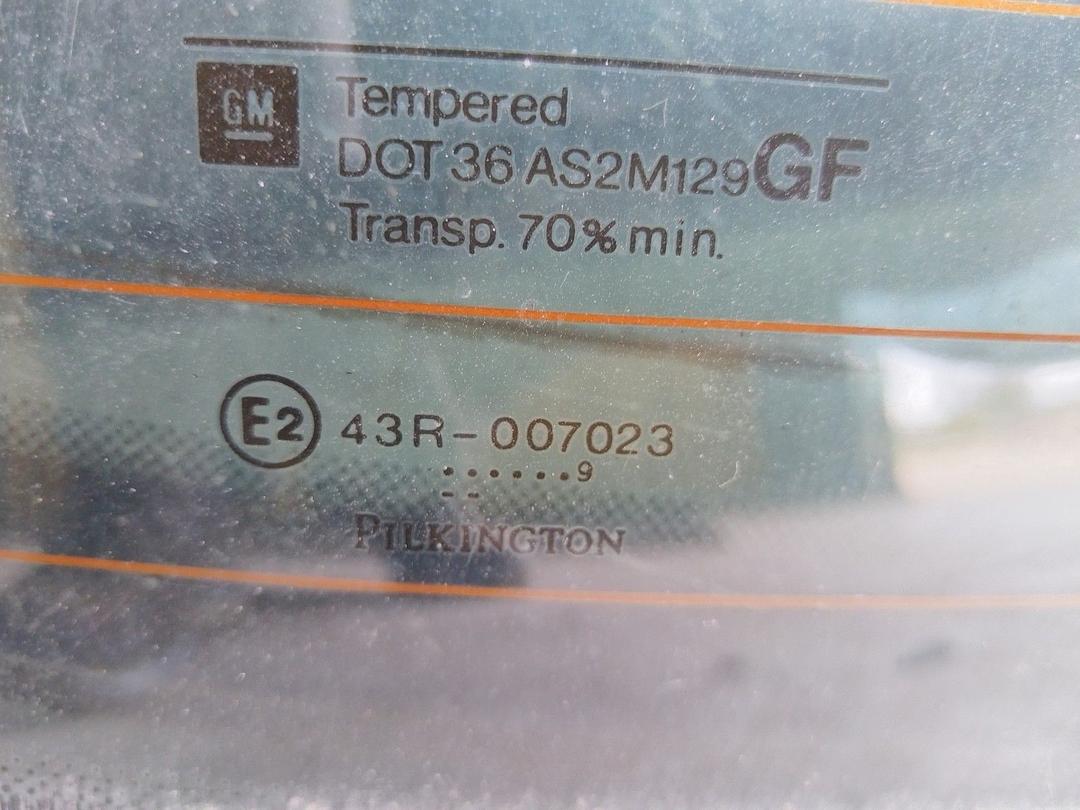 GM
Tempered
DOT 36 AS2M129GF
Transp. 70% min.
E2 43R-007023
.......9
--
PILKINGTON